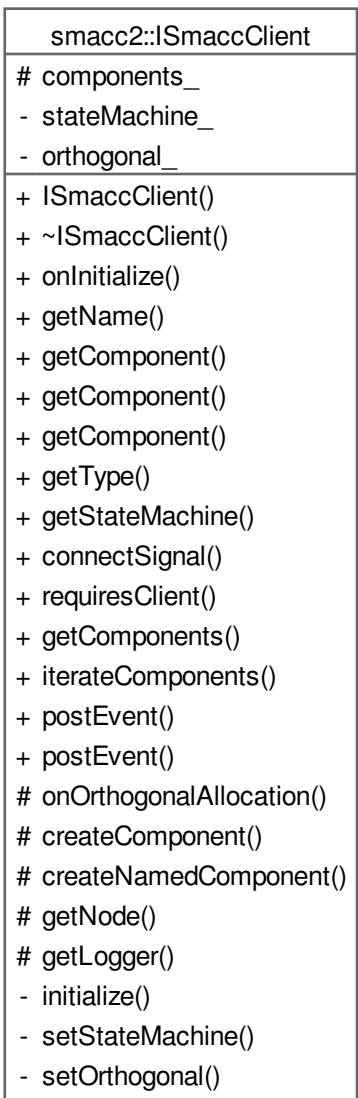 smacc2::ISmaccClient
# components_
- stateMachine_
- orthogonal_
+ ISmaccClient()
+ ~ISmaccClient()
+ onInitialize()
+ getName()
+ getComponent()
+ getComponent()
+ getComponent()
+ getType()
+ getStateMachine()
+ connectSignal()
+ requiresClient()
+ getComponents()
+ iterateComponents()
+ postEvent()
+ postEvent()
# onOrthogonalAllocation()
# createComponent()
# createNamedComponent()
# getNode()
# getLogger()
- initialize()
- setStateMachine()
- setOrthogonal()